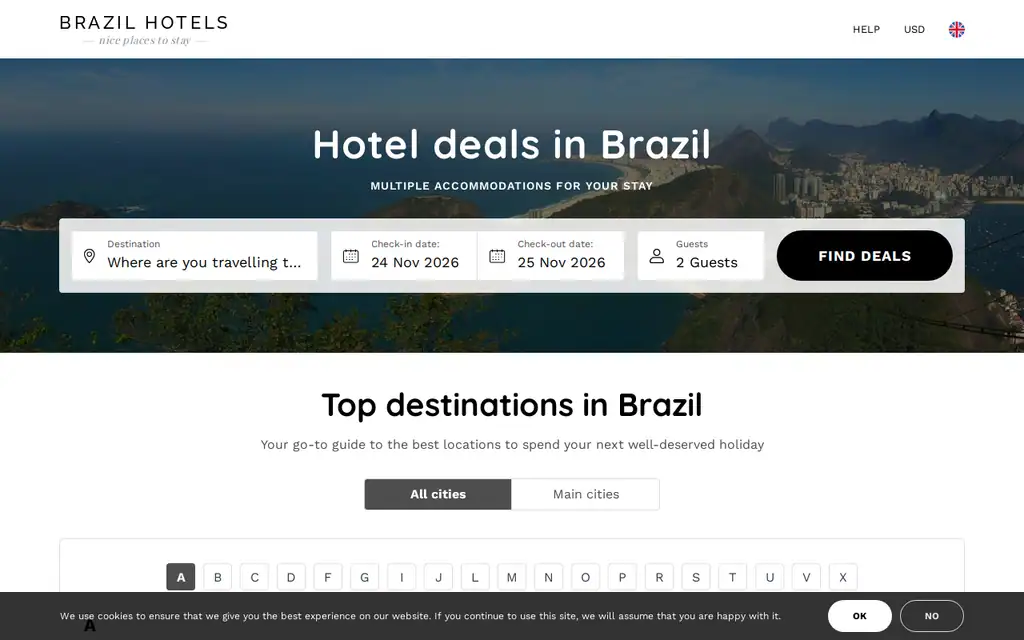 BRAZIL HOTELS
nice places to stay
HELP
USD
Hotel deals in Brazil
MULTIPLE ACCOMMODATIONS FOR YOUR STAY
Destination
Where are you travelling t...
Check-in date:
24 Nov 2026
Check-out date:
25 Nov 2026
Guests
2 Guests
FIND DEALS
Top destinations in Brazil
Your go-to guide to the best locations to spend your next well-deserved holiday
All cities
Main cities
A B C D F G I J L M N O P R S T U V X
We use cookies to ensure that we give you the best experience on our website. If you continue to use this site, we will assume that you are happy with it.
OK
NO
A